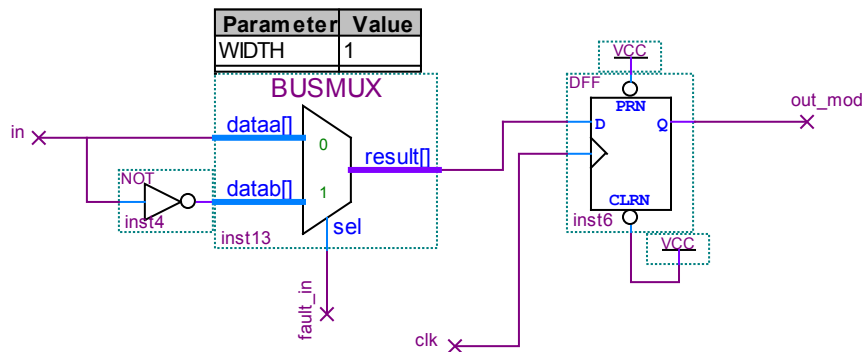 Parameter Value
WIDTH 1
BUSMUX
VCC
DFF
PRN
out_mod
in
dataa[]
0
D
Q
result[]
NOT
datab[]
1
inst4
sel
inst13
CLRN
inst6
VCC
fault_in
clk